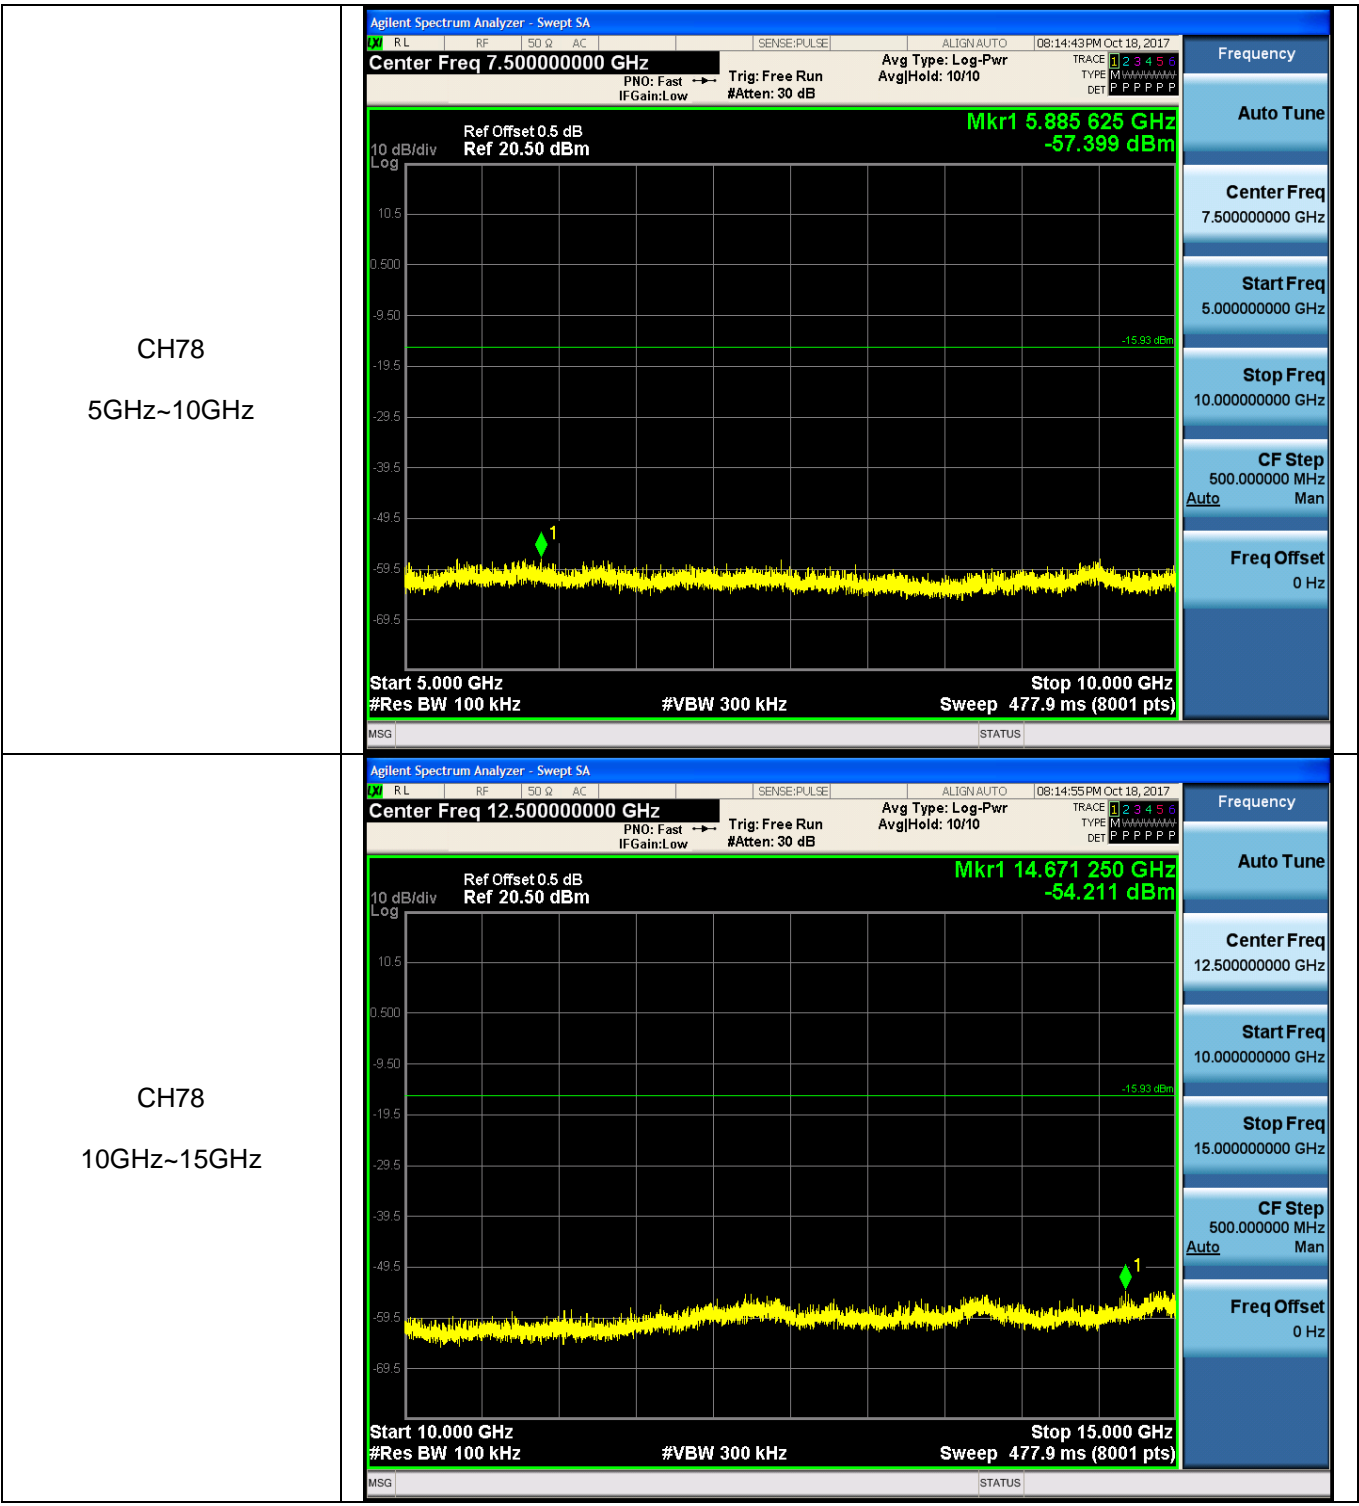 CH78
5GHz~10GHz
Agilent Spectrum Analyzer - Swept SA
LXI RL RF 50 Ω AC SENSE:PULSE ALIGN AUTO 08:14:43 PM Oct 18, 2017
Center Freq 7.500000000 GHz
PNO: Fast
IFGain:Low
Trig: Free Run
#Atten: 30 dB
Avg Type: Log-Pwr
Avg|Hold: 10/10
TRACE 1 2 3 4 5 6
TYPE M WWWWW
DET P P P P P P
Mkr1 5.885 625 GHz
-57.399 dBm
Ref Offset 0.5 dB
10 dB/div Ref 20.50 dBm
Log
10.5
0.500
-9.50
-15.93 dBm
-19.5
-29.5
-39.5
-49.5
1
-59.5
-69.5
Start 5.000 GHz Stop 10.000 GHz
#Res BW 100 kHz #VBW 300 kHz Sweep 477.9 ms (8001 pts)
MSG STATUS
Frequency
Auto Tune
Center Freq
7.500000000 GHz
Start Freq
5.000000000 GHz
Stop Freq
10.000000000 GHz
CF Step
500.000000 MHz
Auto Man
Freq Offset
0 Hz
CH78
10GHz~15GHz
Agilent Spectrum Analyzer - Swept SA
LXI RL RF 50 Ω AC SENSE:PULSE ALIGN AUTO 08:14:55 PM Oct 18, 2017
Center Freq 12.500000000 GHz
PNO: Fast
IFGain:Low
Trig: Free Run
#Atten: 30 dB
Avg Type: Log-Pwr
Avg|Hold: 10/10
TRACE 1 2 3 4 5 6
TYPE M WWWWW
DET P P P P P P
Mkr1 14.671 250 GHz
-54.211 dBm
Ref Offset 0.5 dB
10 dB/div Ref 20.50 dBm
Log
10.5
0.500
-9.50
-15.93 dBm
-19.5
-29.5
-39.5
-49.5
1
-59.5
-69.5
Start 10.000 GHz Stop 15.000 GHz
#Res BW 100 kHz #VBW 300 kHz Sweep 477.9 ms (8001 pts)
MSG STATUS
Frequency
Auto Tune
Center Freq
12.500000000 GHz
Start Freq
10.000000000 GHz
Stop Freq
15.000000000 GHz
CF Step
500.000000 MHz
Auto Man
Freq Offset
0 Hz